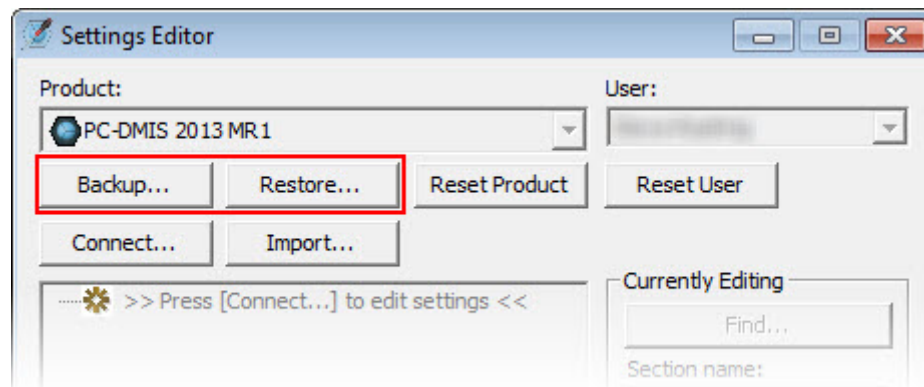 Settings Editor
Product: User:
PC-DMIS 2013 MR1
Backup... Restore... Reset Product Reset User
Connect... Import...
>> Press [Connect...] to edit settings <<
Currently Editing
Find...
Section name: